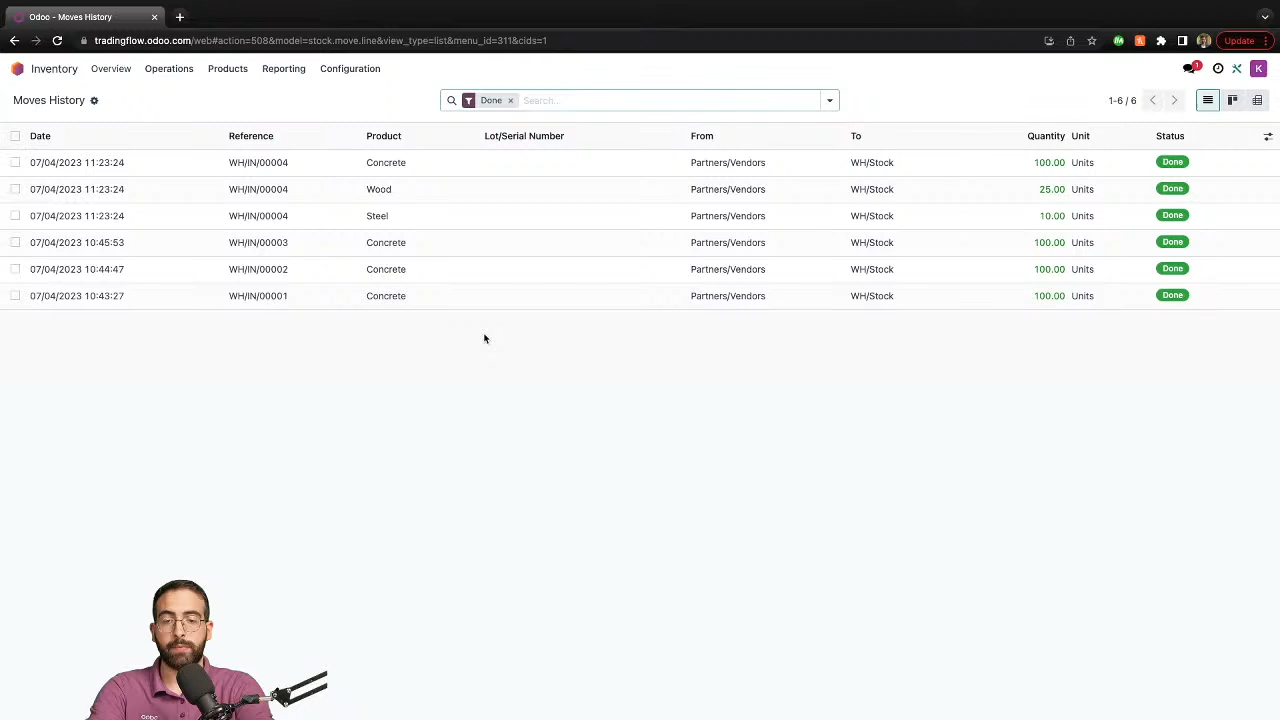 Odoo - Moves History
tradingflow.odoo.com/web#action=508&model=stock.move.line&view_type=list&menu_id=311&cids=1
Update
Inventory Overview Operations Products Reporting Configuration
1
K
Moves History
Done
Search...
1-6 / 6
Date Reference Product Lot/Serial Number From To Quantity Unit Status
07/04/2023 11:23:24 WH/IN/00004 Concrete Partners/Vendors WH/Stock 100.00 Units Done
07/04/2023 11:23:24 WH/IN/00004 Wood Partners/Vendors WH/Stock 25.00 Units Done
07/04/2023 11:23:24 WH/IN/00004 Steel Partners/Vendors WH/Stock 10.00 Units Done
07/04/2023 10:45:53 WH/IN/00003 Concrete Partners/Vendors WH/Stock 100.00 Units Done
07/04/2023 10:44:47 WH/IN/00002 Concrete Partners/Vendors WH/Stock 100.00 Units Done
07/04/2023 10:43:27 WH/IN/00001 Concrete Partners/Vendors WH/Stock 100.00 Units Done
odoo